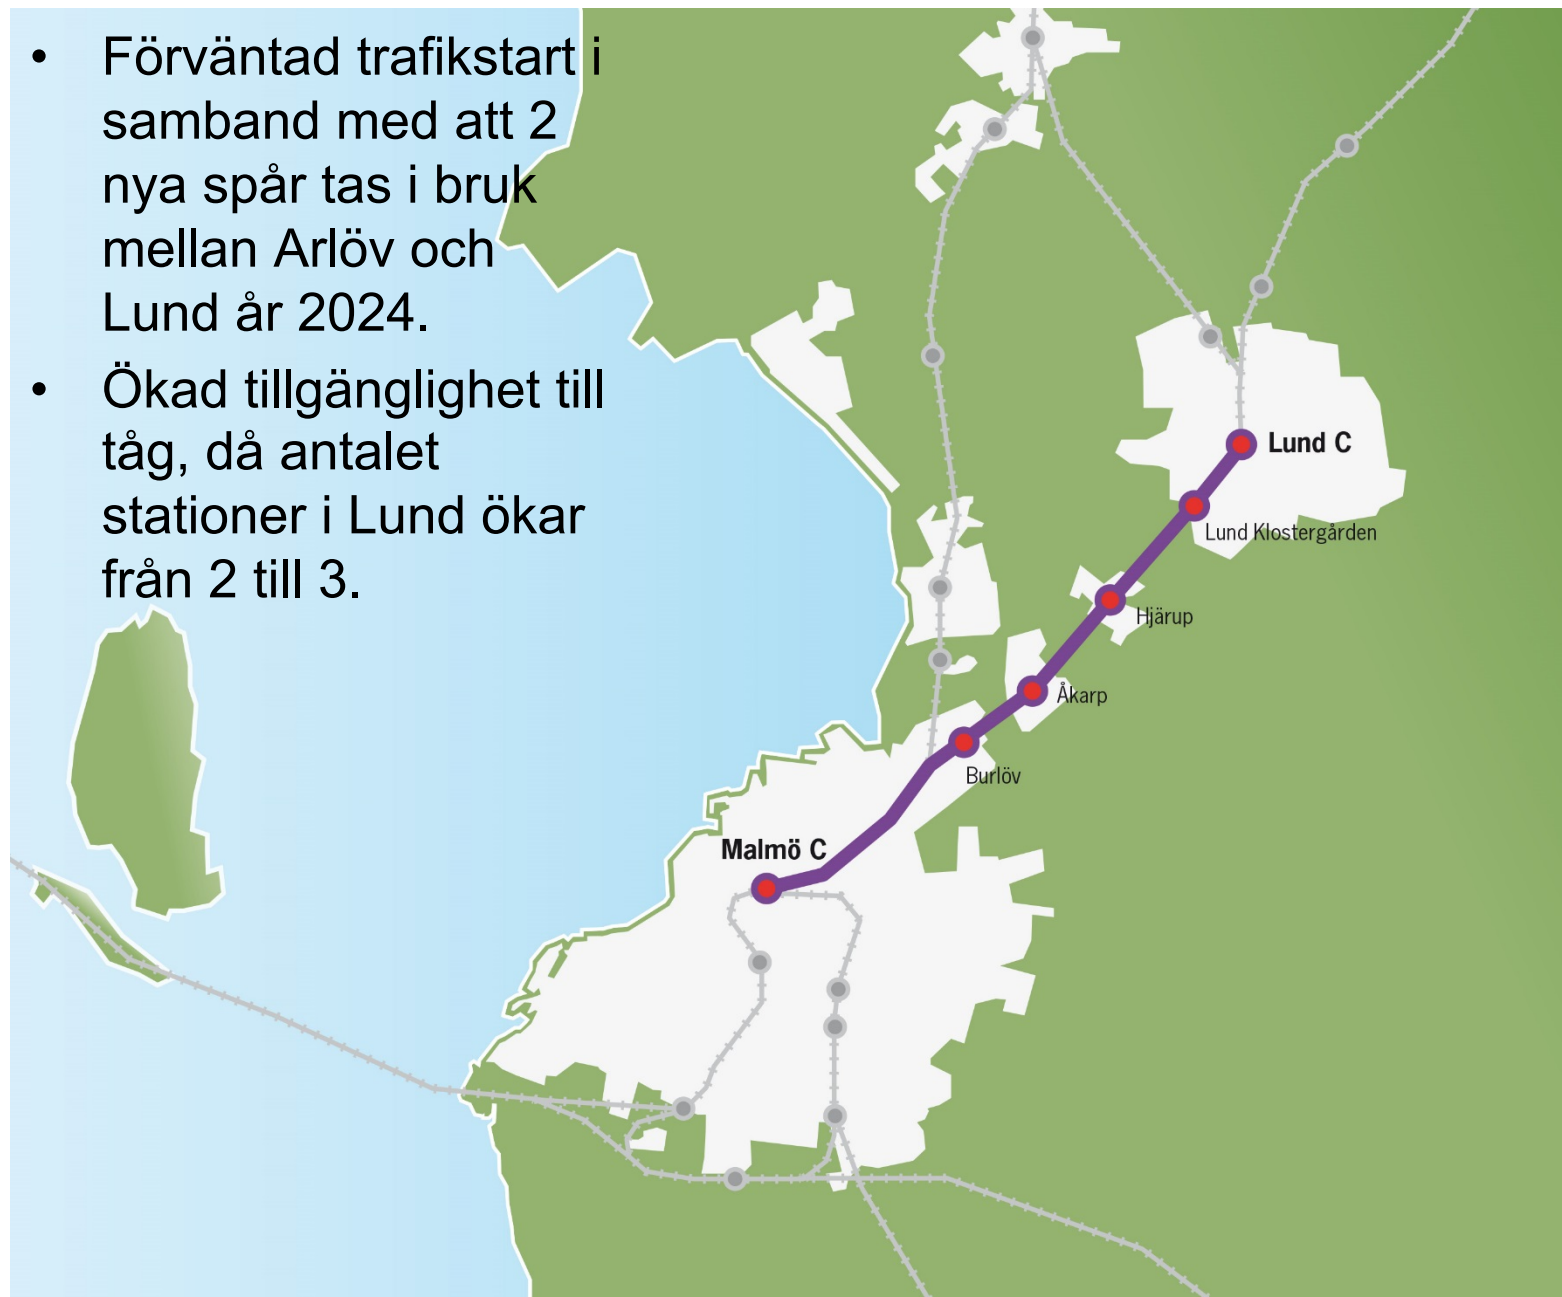 • Förväntad trafikstart i
samband med att 2
nya spår tas i bruk
mellan Arlöv och
Lund år 2024.
• Ökad tillgänglighet till
tåg, då antalet
stationer i Lund ökar
från 2 till 3.
Lund C
Lund Klostergården
Hjärup
Åkarp
Burlöv
Malmö C